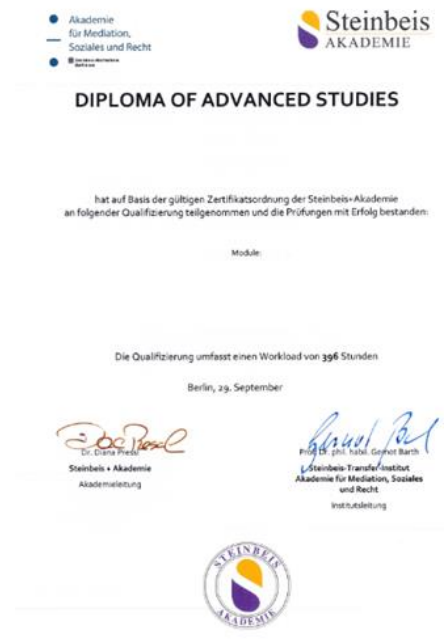 Akademie
für Mediation,
Soziales und Recht
Steinbeis
AKADEMIE
DIPLOMA OF ADVANCED STUDIES
hat auf Basis der gültigen Zertifikatsordnung der Steinbeis+Akademie
an folgender Qualifizierung teilgenommen und die Prüfungen mit Erfolg bestanden:
Module:
Die Qualifizierung umfasst einen Workload von 396 Stunden
Berlin, 29. September
Dr. Diana Pressl
Prof. Dr. phil. habil. Gernot Barth
Steinbeis + Akademie
Steinbeis-Transfer-Institut
Akademie für Mediation, Soziales
und Recht
Akademieleitung
Institutsleitung
STEINBEIS
AKADEMIE